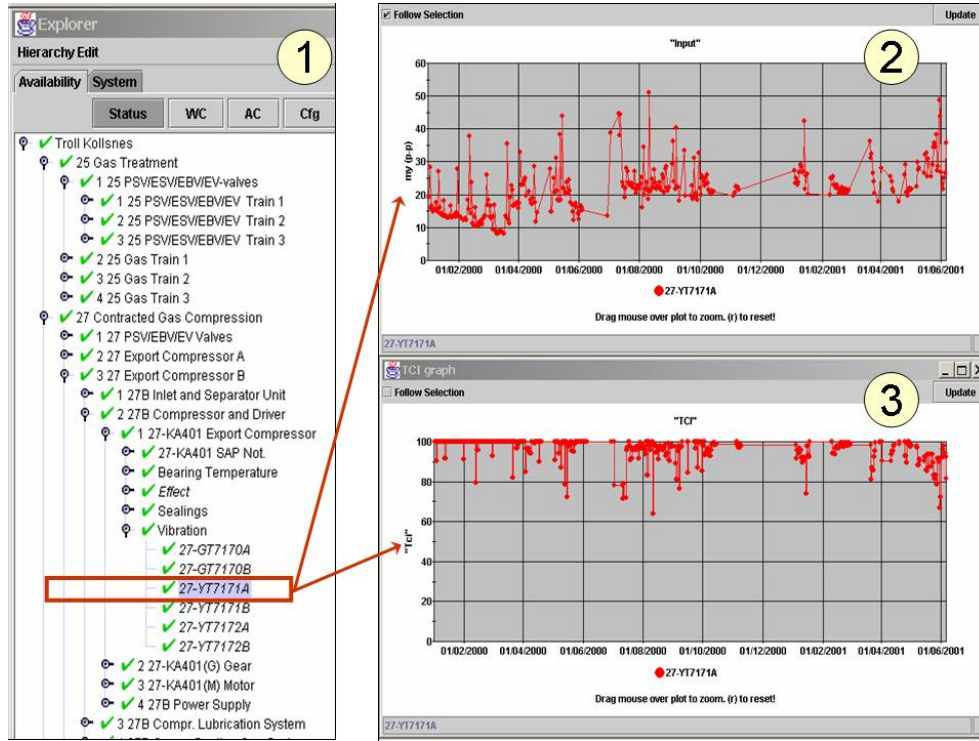 Explorer
Hierarchy Edit
1
Availability System
Status WC AC Cfg
Troll Kollsnes
25 Gas Treatment
1 25 PSV/ESV/EBV/EV-valves
1 25 PSV/ESV/EBV/EV Train 1
2 25 PSV/ESV/EBV/EV Train 2
3 25 PSV/ESV/EBV/EV Train 3
2 25 Gas Train 1
3 25 Gas Train 2
4 25 Gas Train 3
27 Contracted Gas Compression
1 27 PSV/EBV/EV Valves
2 27 Export Compressor A
3 27 Export Compressor B
1 27B Inlet and Separator Unit
2 27B Compressor and Driver
1 27-KA401 Export Compressor
27-KA401 SAP Not.
Bearing Temperature
Effect
Sealings
Vibration
27-GT7170A
27-GT7170B
27-YT7171A
27-YT7171B
27-YT7172A
27-YT7172B
2 27-KA401(G) Gear
3 27-KA401(M) Motor
4 27B Power Supply
3 27B Compr. Lubrication System
Follow Selection Update
"Input"
2
60
50
40
30
20
10
0
my (p-p)
01/02/2000 01/04/2000 01/06/2000 01/08/2000 01/10/2000 01/12/2000 01/02/2001 01/04/2001 01/06/2001
27-YT7171A
Drag mouse over plot to zoom. (r) to reset!
27-YT7171A
TCI graph
Follow Selection Update
"TCI"
3
100
80
60
40
20
0
"Tcl"
01/02/2000 01/04/2000 01/06/2000 01/08/2000 01/10/2000 01/12/2000 01/02/2001 01/04/2001 01/06/2001
27-YT7171A
Drag mouse over plot to zoom. (r) to reset!
27-YT7171A